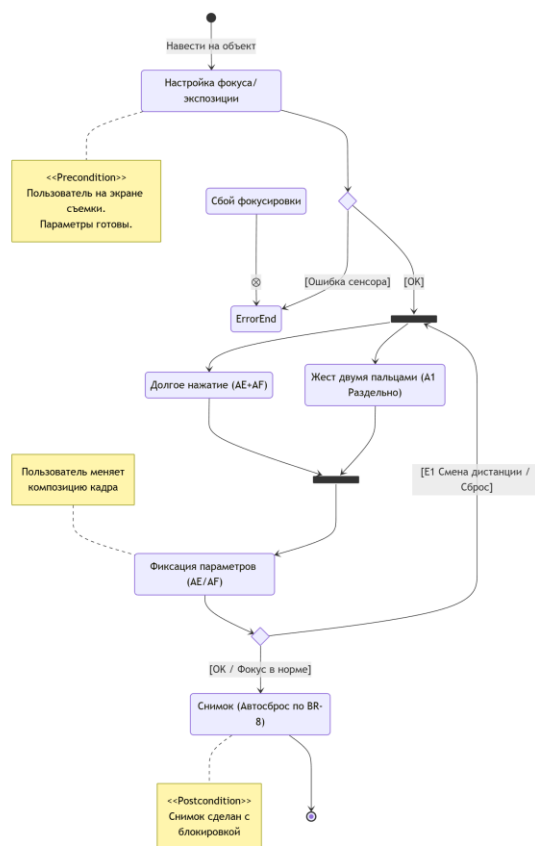 Навести на объект
Настройка фокуса/
экспозиции
<<Precondition>>
Пользователь на экране
съемки.
Параметры готовы.
Сбой фокусировки
⊗
[Ошибка сенсора]
[OK]
ErrorEnd
Долгое нажатие (AE+AF)
Жест двумя пальцами (A1
Раздельно)
Пользователь меняет
композицию кадра
[E1 Смена дистанции /
Сброс]
Фиксация параметров
(AE/AF)
[OK / Фокус в норме]
Снимок (Автосброс по BR-
8)
<<Postcondition>>
Снимок сделан с
блокировкой